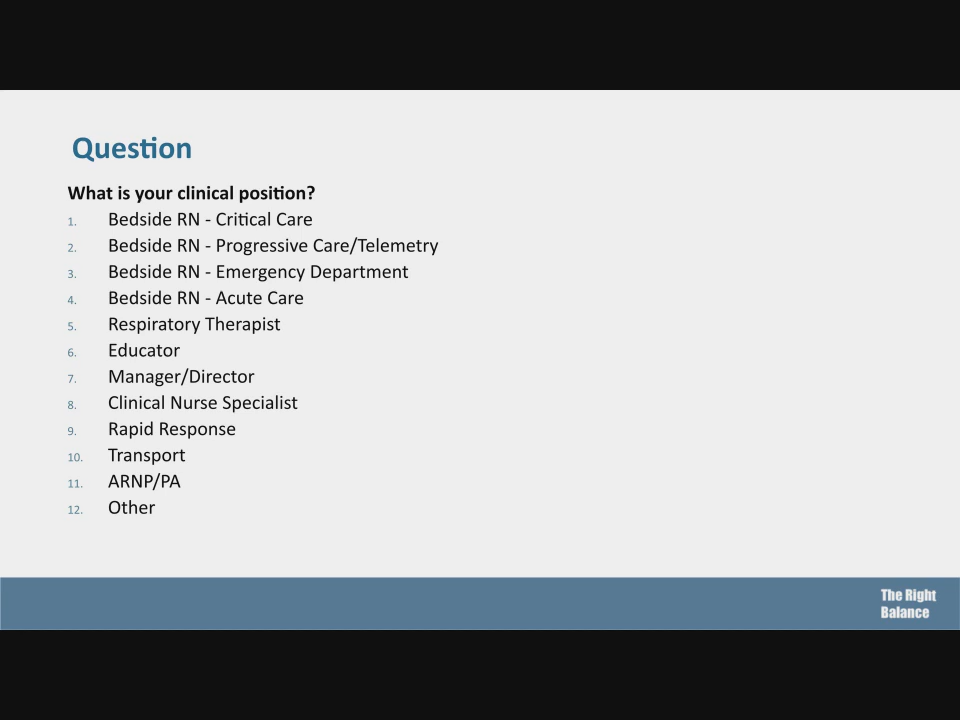 Question
What is your clinical position?
1. Bedside RN - Critical Care
2. Bedside RN - Progressive Care/Telemetry
3. Bedside RN - Emergency Department
4. Bedside RN - Acute Care
5. Respiratory Therapist
6. Educator
7. Manager/Director
8. Clinical Nurse Specialist
9. Rapid Response
10. Transport
11. ARNP/PA
12. Other
The Right
Balance